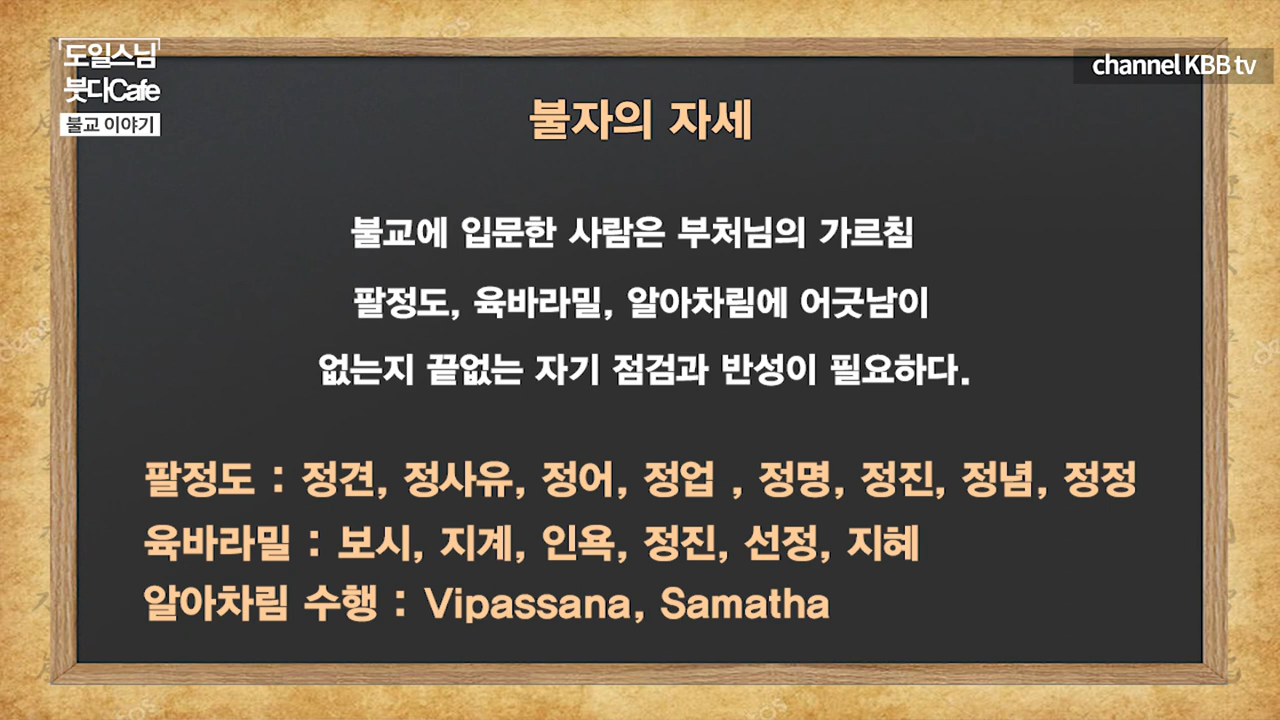 도일스님
붓다Cafe
불교 이야기
channel KBB tv
불자의 자세
불교에 입문한 사람은 부처님의 가르침
팔정도, 육바라밀, 알아차림에 어긋남이
없는지 끝없는 자기 점검과 반성이 필요하다.
팔정도 : 정견, 정사유, 정어, 정업 , 정명, 정진, 정념, 정정
육바라밀 : 보시, 지계, 인욕, 정진, 선정, 지혜
알아차림 수행 : Vipassana, Samatha